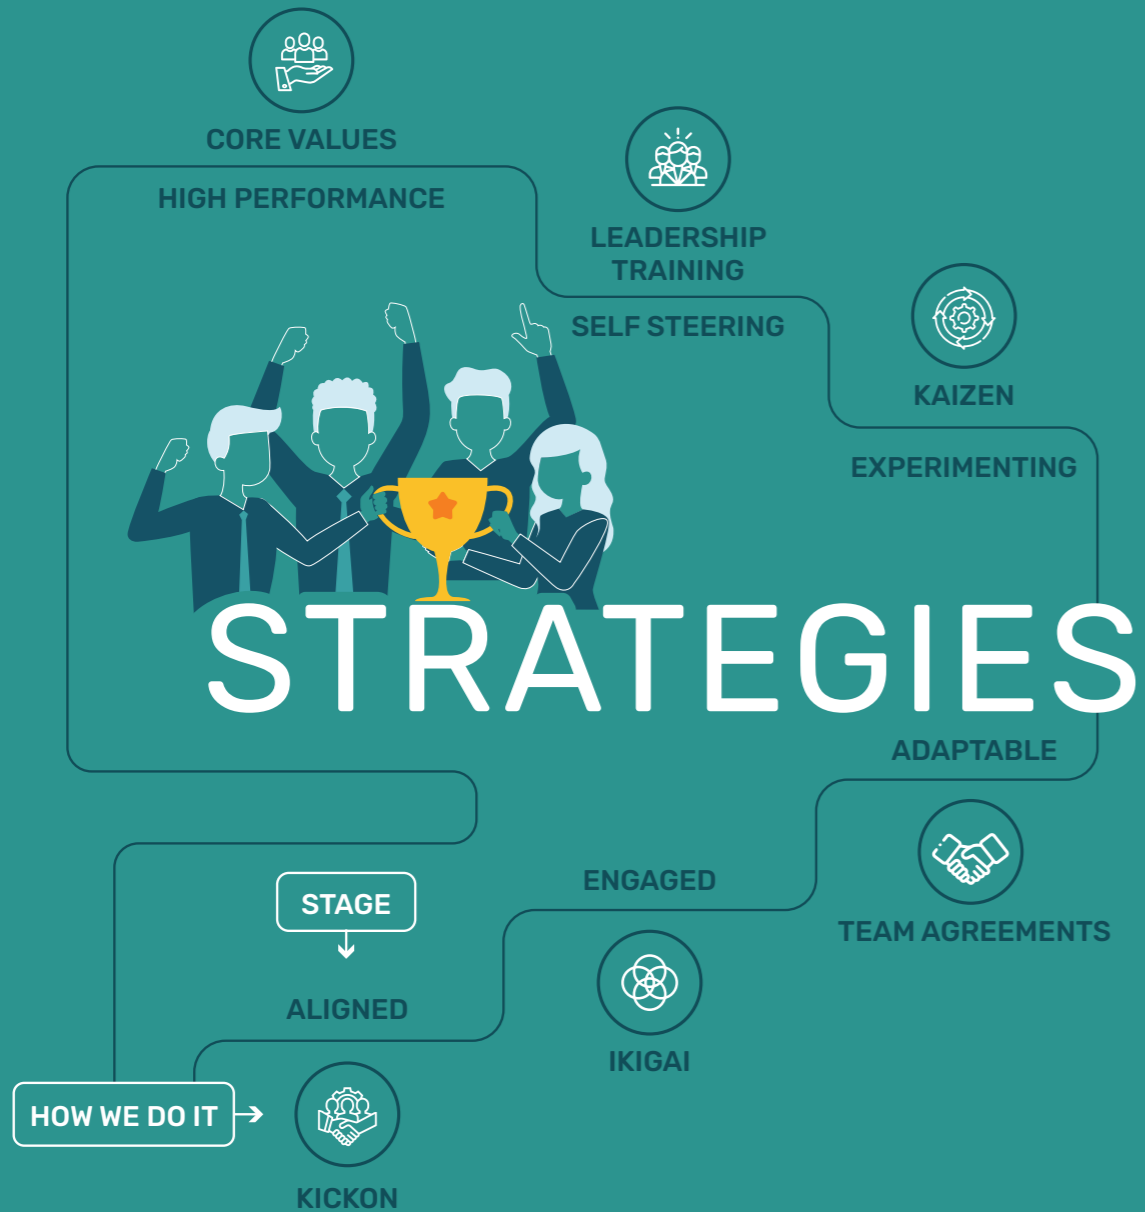 CORE VALUES
HIGH PERFORMANCE
LEADERSHIP
TRAINING
SELF STEERING
KAIZEN
EXPERIMENTING
STRATEGIES
ADAPTABLE
TEAM AGREEMENTS
ENGAGED
IKIGAI
STAGE
ALIGNED
HOW WE DO IT
KICKON